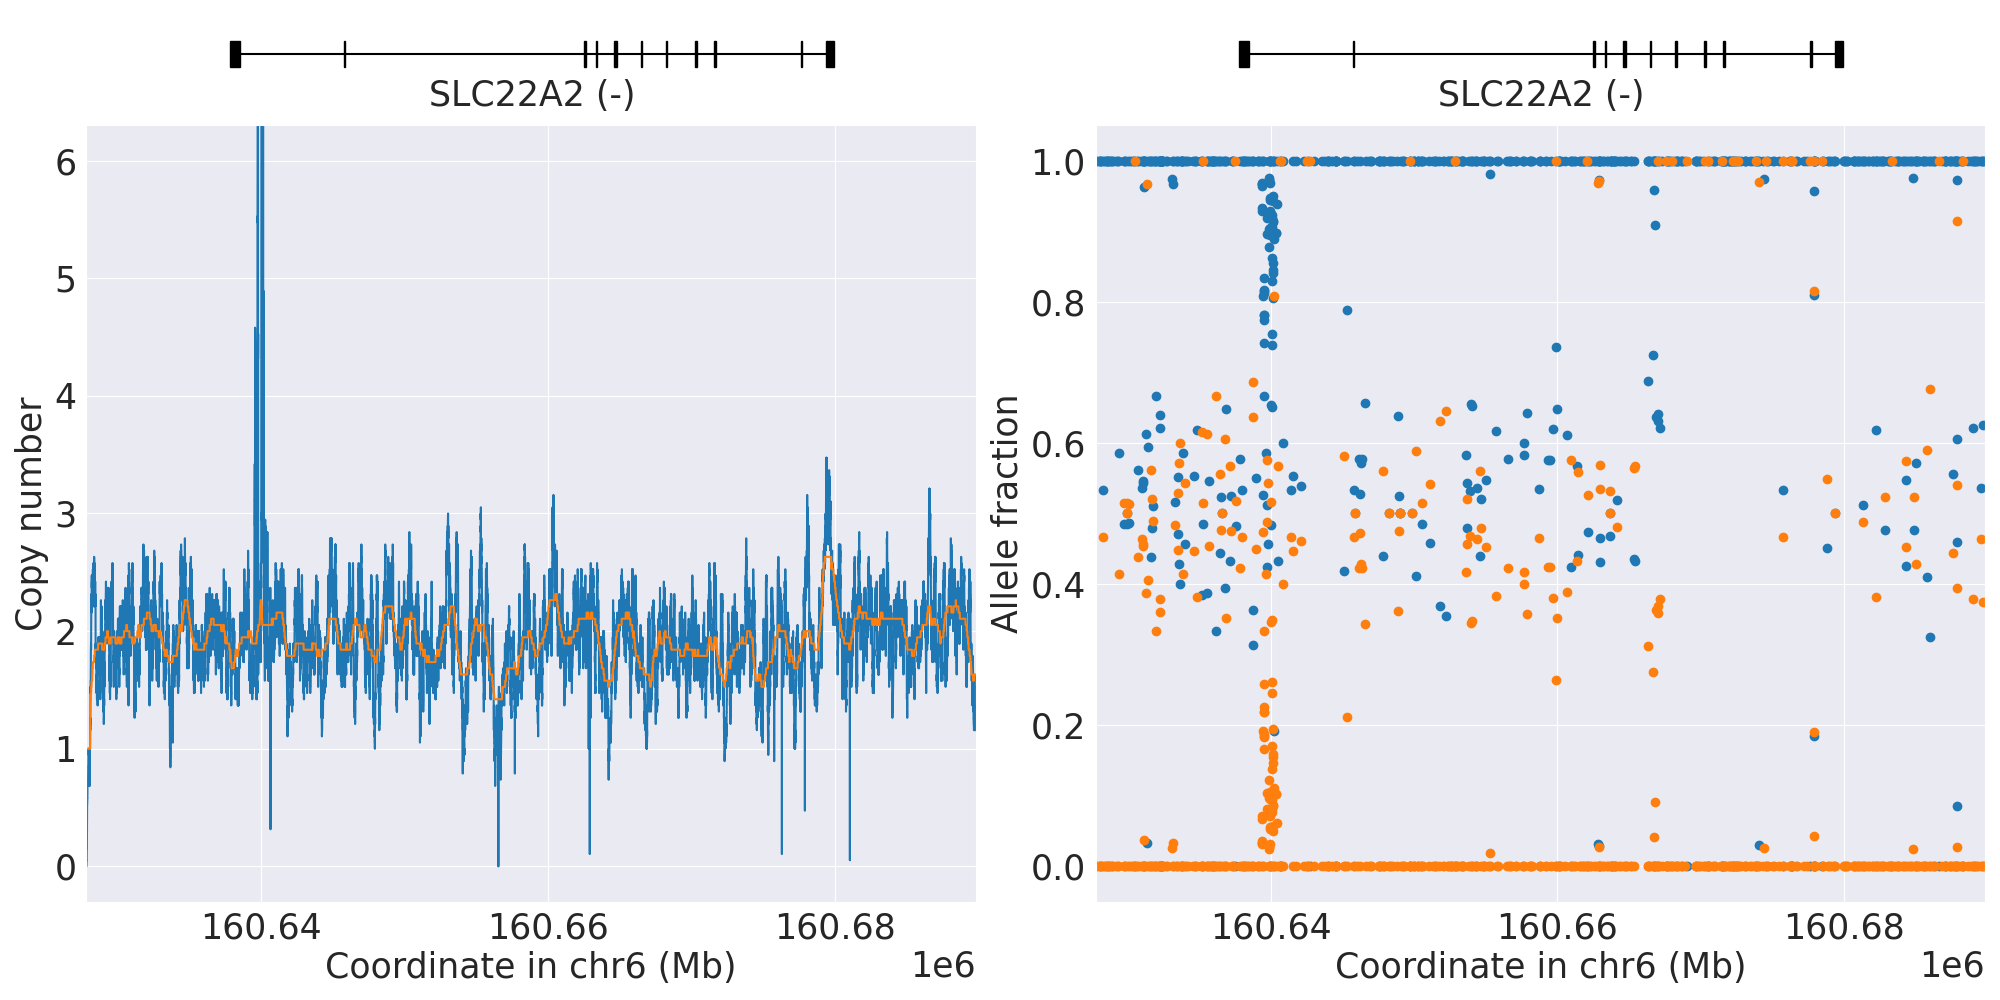 SLC22A2 (-)
6
5
4
3
2
1
0
Copy number
160.64
160.66
160.68
Coordinate in chr6 (Mb)
1e6
SLC22A2 (-)
1.0
0.8
0.6
0.4
0.2
0.0
Allele fraction
160.64
160.66
160.68
Coordinate in chr6 (Mb)
1e6